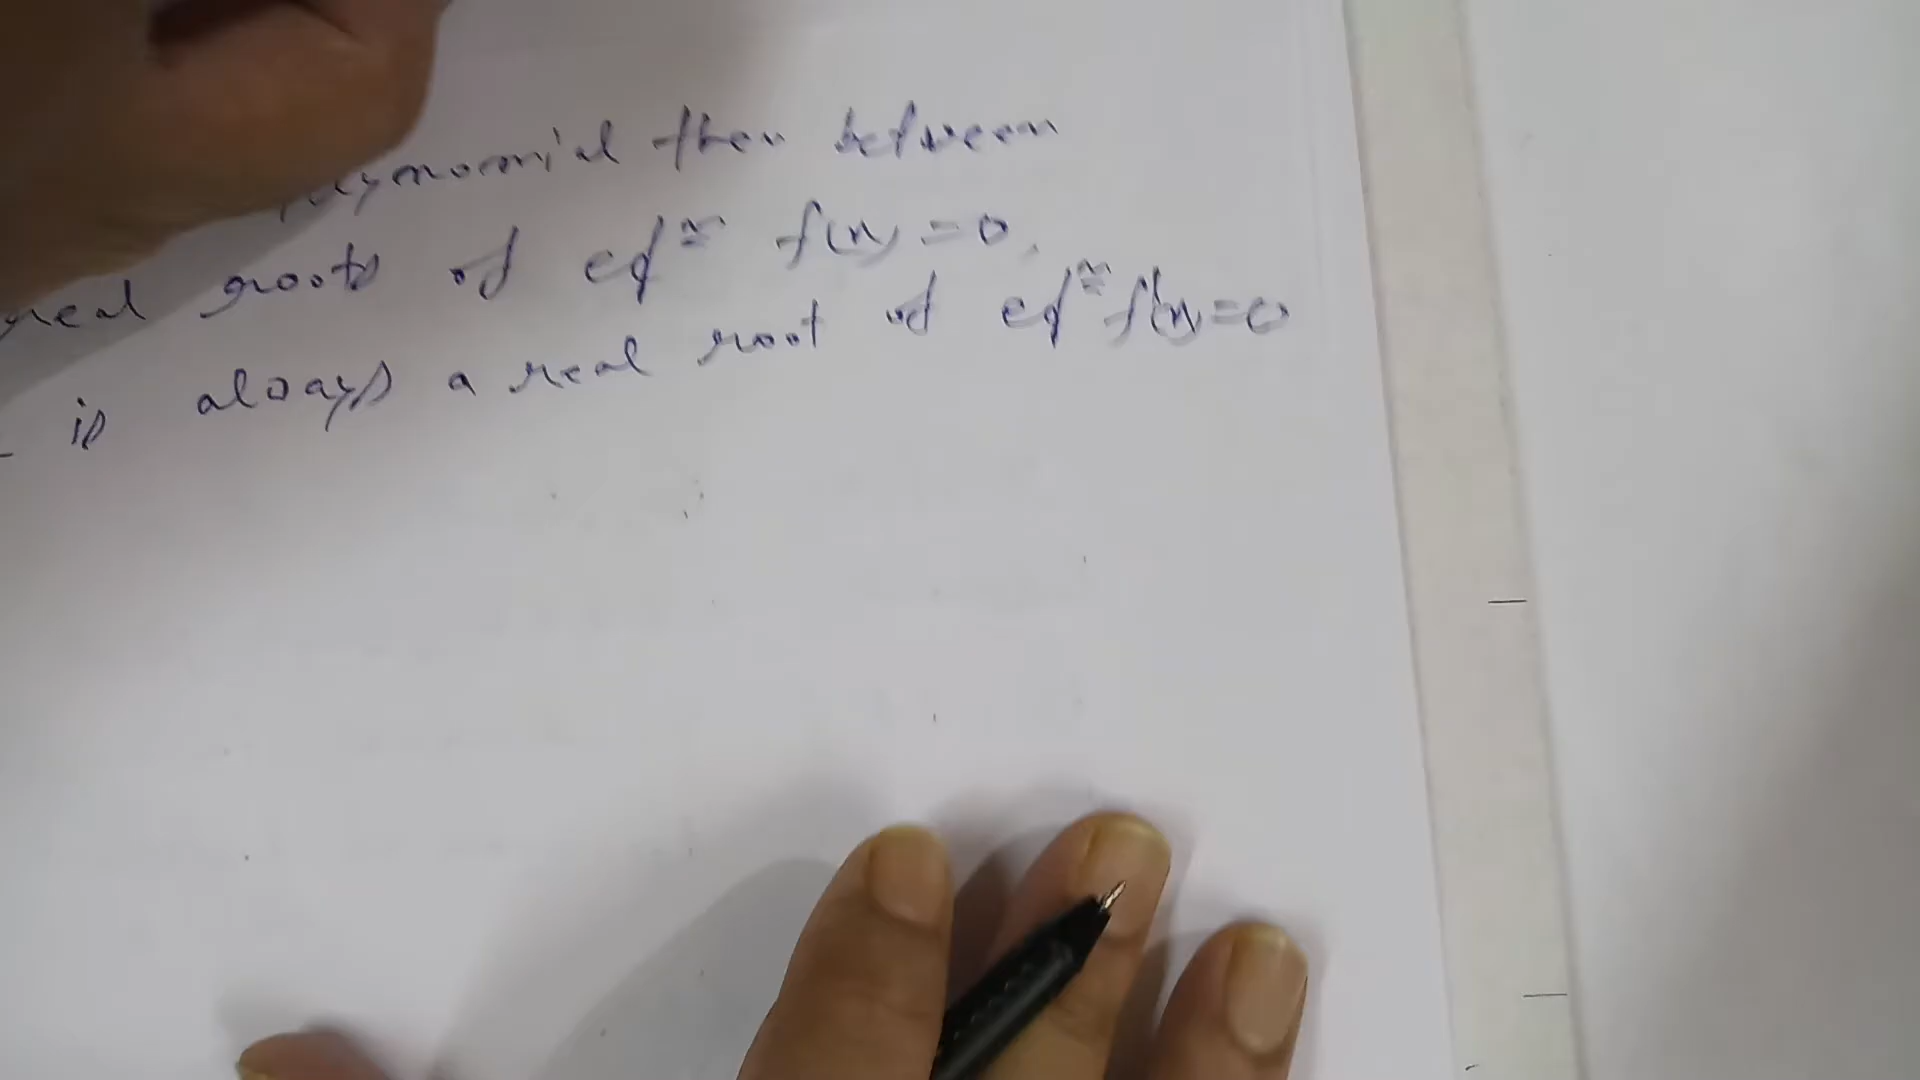 polynomial then between
real roots of eqn f(x) = 0,
is always a real root of eqn f'(x) = 0